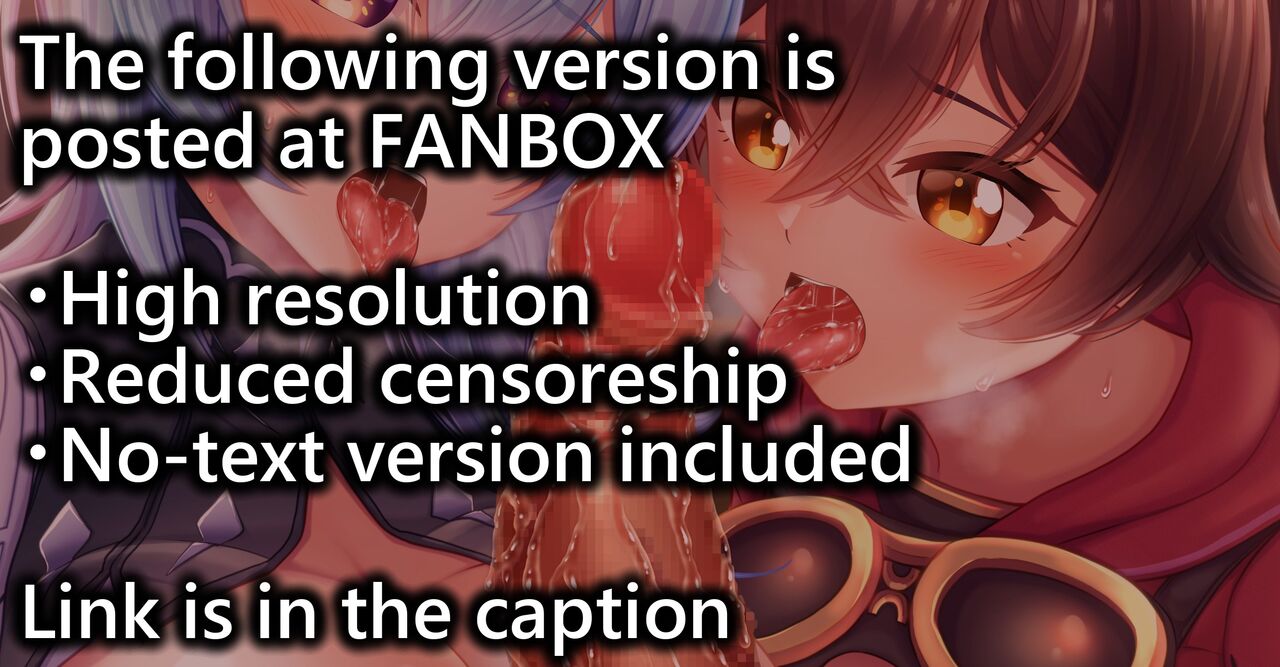 The following version is
posted at FANBOX
・High resolution
・Reduced censoreship
・No-text version included
Link is in the caption